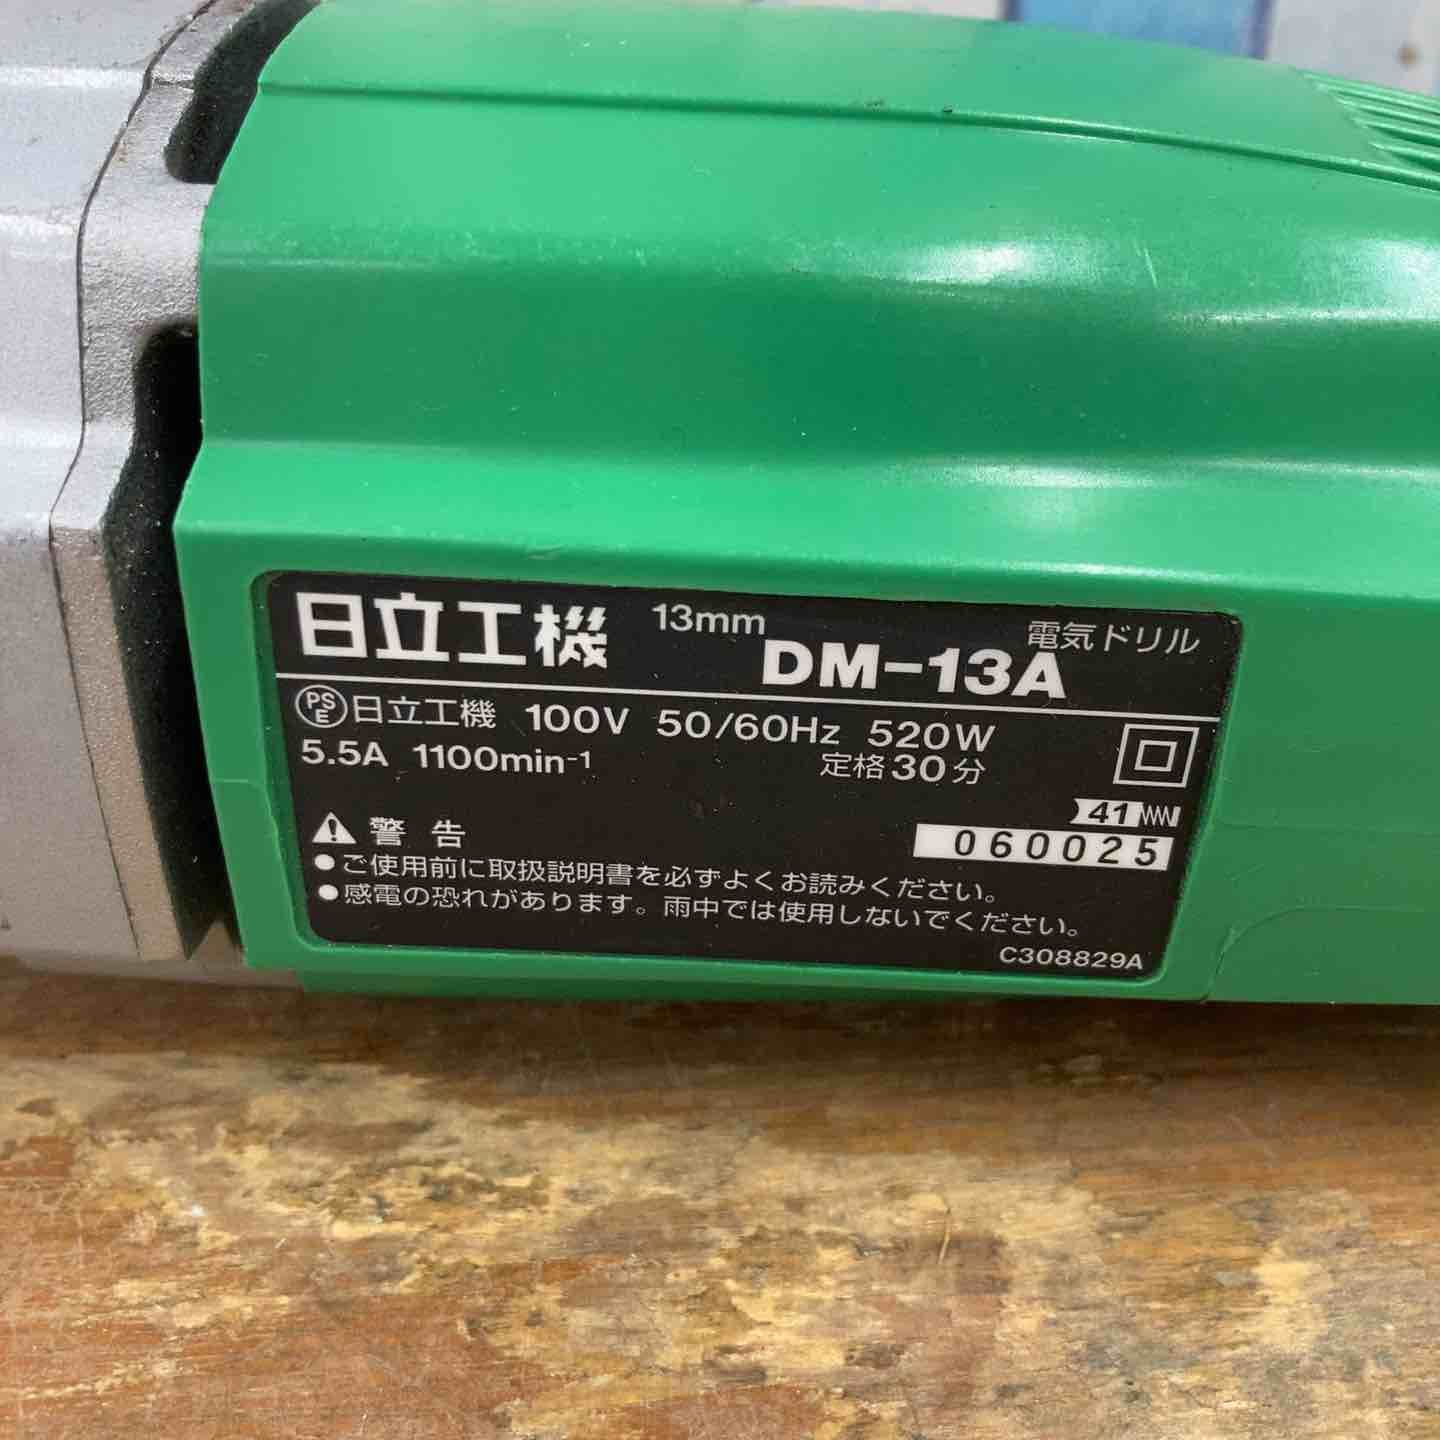 日立工機 13mm DM-13A 電気ドリル
PSE 日立工機 100V 50/60Hz 520W
5.5A 1100min-1 定格30分
41
060025
警告
●ご使用前に取扱説明書を必ずよくお読みください。
●感電の恐れがあります。雨中では使用しないでください。
C308829A